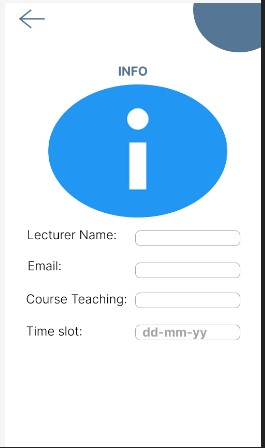 INFO
i
Lecturer Name:
Email:
Course Teaching:
Time slot:
dd-mm-yy